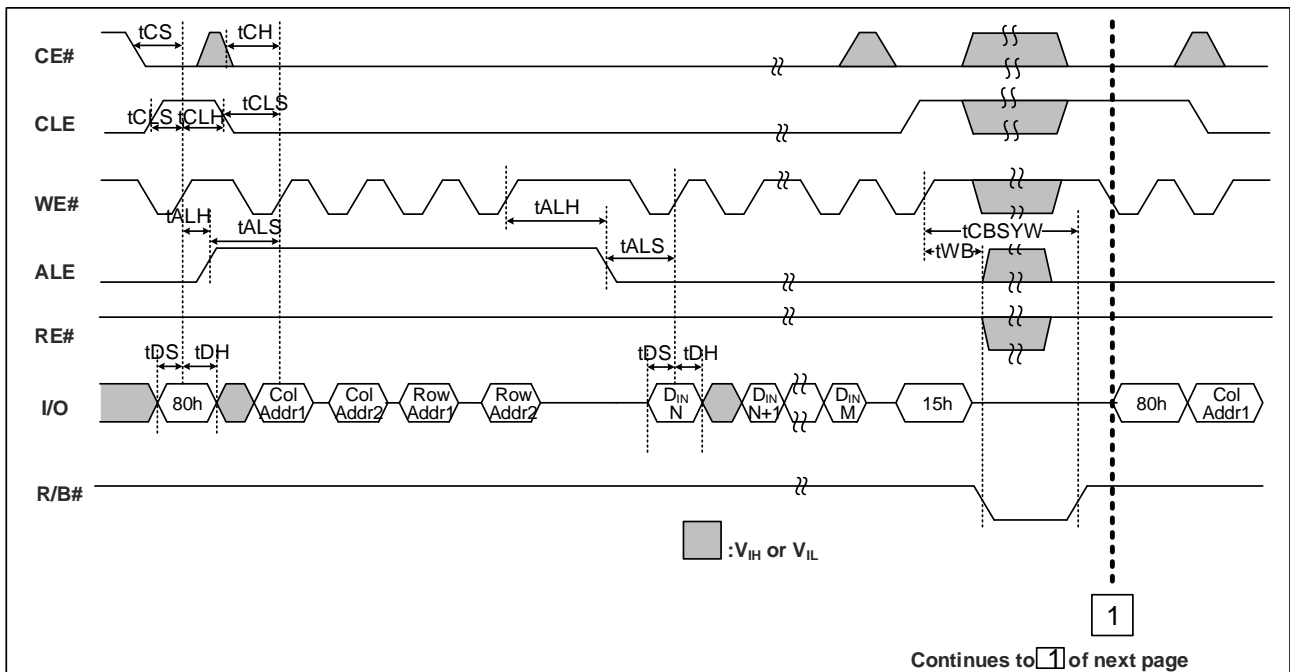 CE#
tCS
tCH
CLE
tCLS
tCLH
tCLS
WE#
tALH
tALS
tALH
tALS
tCBSYW
tWB
ALE
RE#
tDS
tDH
tDS
tDH
I/O
80h
Col Addr1
Col Addr2
Row Addr1
Row Addr2
DIN N
DIN N+1
DIN M
15h
80h
Col Addr1
R/B#
:VIH or VIL
1
Continues to 1 of next page